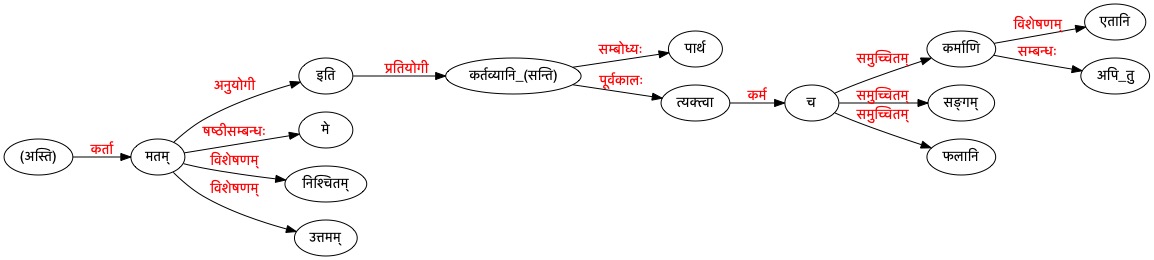 (अस्ति)
कर्ता
मतम्
अनुयोगी
इति
प्रतियोगी
कर्तव्यानि_(सन्ति)
सम्बोध्यः
पार्थ
पूर्वकालः
त्यक्त्वा
कर्म
च
समुच्चितम्
कर्माणि
विशेषणम्
एतानि
सम्बन्धः
अपि_तु
समुच्चितम्
सङ्गम्
समुच्चितम्
फलानि
षष्ठीसम्बन्धः
मे
विशेषणम्
निश्चितम्
विशेषणम्
उत्तमम्